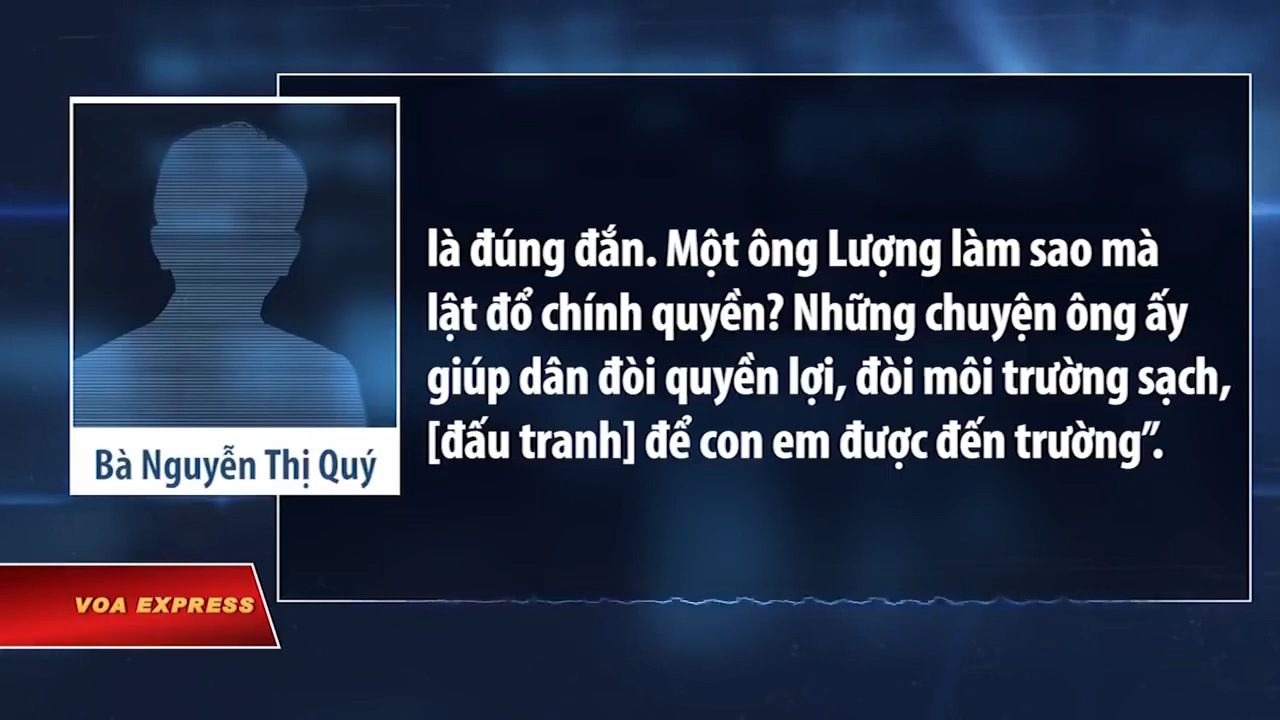 là đúng đắn. Một ông Lượng làm sao mà
lật đổ chính quyền? Những chuyện ông ấy
giúp dân đòi quyền lợi, đòi môi trường sạch,
[đấu tranh] để con em được đến trường”.
Bà Nguyễn Thị Quý
VOA EXPRESS